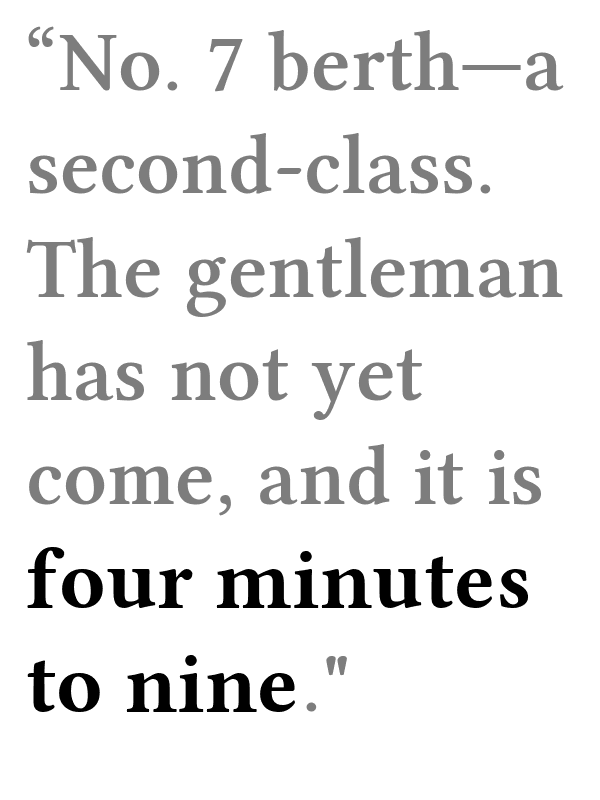 “No. 7 berth—a
second-class.
The gentleman
has not yet
come, and it is
four minutes
to nine."